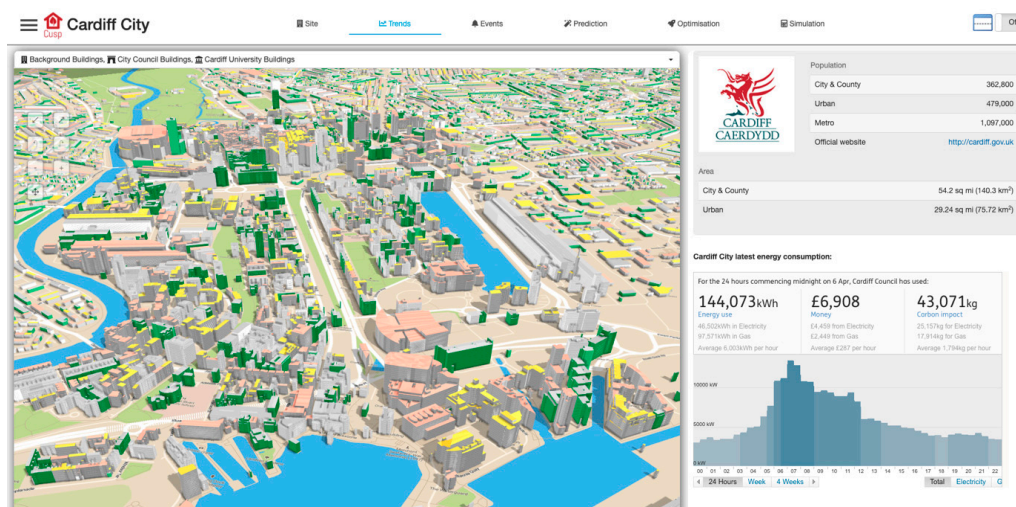 Cusp
Cardiff City
Site
Trends
Events
Prediction
Optimisation
Simulation
Background Buildings, City Council Buildings, Cardiff University Buildings
CARDIFF
CAERDYDD
Population
City & County 362,800
Urban 479,000
Metro 1,097,000
Official website http://cardiff.gov.uk
Area
City & County 54.2 sq mi (140.3 km²)
Urban 29.24 sq mi (75.72 km²)
Cardiff City latest energy consumption:
For the 24 hours commencing midnight on 6 Apr, Cardiff Council has used:
144,073kWh £6,908 43,071kg
Energy use Money Carbon impact
46,502kWh in Electricity £4,459 from Electricity 25,157kg for Electricity
97,571kWh in Gas £2,449 from Gas 17,914kg for Gas
Average 6,003kWh per hour Average £287 per hour Average 1,794kg per hour
10000 kW
5000 kW
0 kW
00 01 02 03 04 05 06 07 08 09 10 11 12 13 14 15 16 17 18 19 20 21 22
24 Hours Week 4 Weeks Total Electricity G